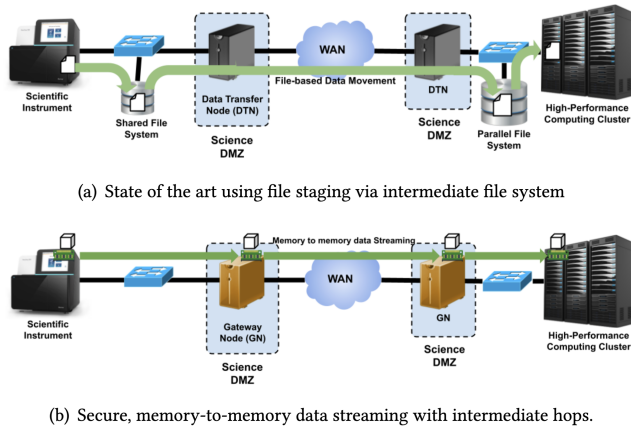 WAN
File-based Data Movement
Scientific
Instrument
Shared File
System
Data Transfer
Node (DTN)
Science
DMZ
DTN
Science
DMZ
Parallel File
System
High-Performance
Computing Cluster
(a) State of the art using file staging via intermediate file system
Memory to memory data Streaming
WAN
Scientific
Instrument
Gateway
Node (GN)
Science
DMZ
GN
Science
DMZ
High-Performance
Computing Cluster
(b) Secure, memory-to-memory data streaming with intermediate hops.